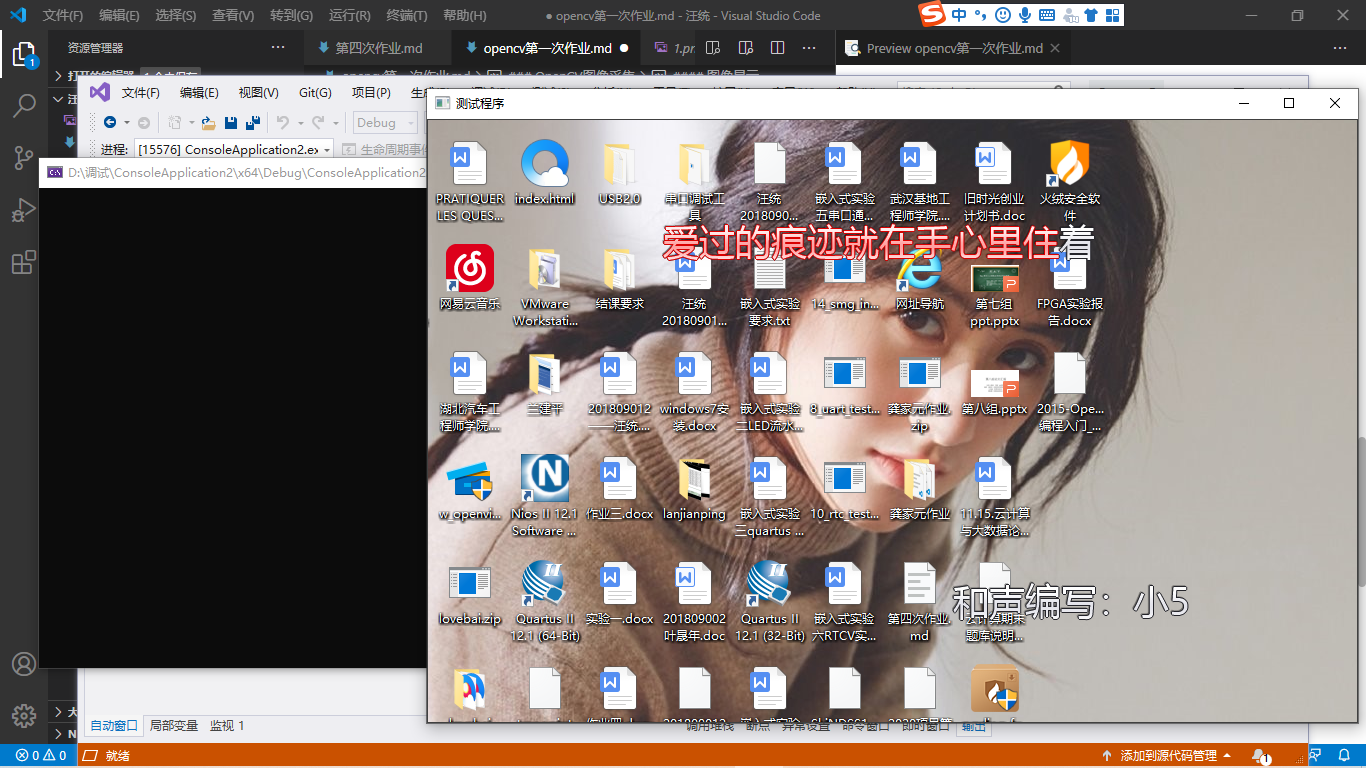 文件(F) 编辑(E) 选择(S) 查看(V) 转到(G) 运行(R) 终端(T) 帮助(H) ● opencv第一次作业.md - 汪统 - Visual Studio Code
中
资源管理器 ··· 第四次作业.md opencv第一次作业.md ● Preview opencv第一次作业.md
1
文件(F) 编辑(E) 视图(V) Git(G) 项目(P)
Debug
进程: [15576] ConsoleApplication2.ex
D:\调试\ConsoleApplication2\x64\Debug\ConsoleApplication2
测试程序
PRATIQUER LES QUES...
index.html
USB2.0
串口调试工具
汪统 2018090...
嵌入式实验五串口通...
武汉基地工程师学院....
旧时光创业计划书.doc
火绒安全软件
爱过的痕迹就在手心里住着
网易云音乐
VMware Workstati...
结课要求
汪统 20180901...
嵌入式实验要求.txt
14_smg_in...
网址导航
第七组ppt.pptx
FPGA实验报告.docx
湖北汽车工程师学院....
兰建平
201809012——汪统....
windows7安装.docx
嵌入式实验二LED流水...
8_uart_test...
龚家元作业.zip
第八组.pptx
2015-Ope...编程入门_...
w_openvi...
Nios II 12.1 Software ...
作业三.docx
lanjianping
嵌入式实验三quartus ...
10_rtc_test...
龚家元作业
11.15.云计算与大数据论...
lovebai.zip
Quartus II 12.1 (64-Bit)
实验一.docx
201809002叶晟年.doc
Quartus II 12.1 (32-Bit)
嵌入式实验六RTCV实...
第四次作业.md
和声编写：小5
自动窗口 局部变量 监视 1
调用堆栈 断点 异常设置 命令窗口 即时窗口 输出
0 0 就绪 添加到源代码管理 1